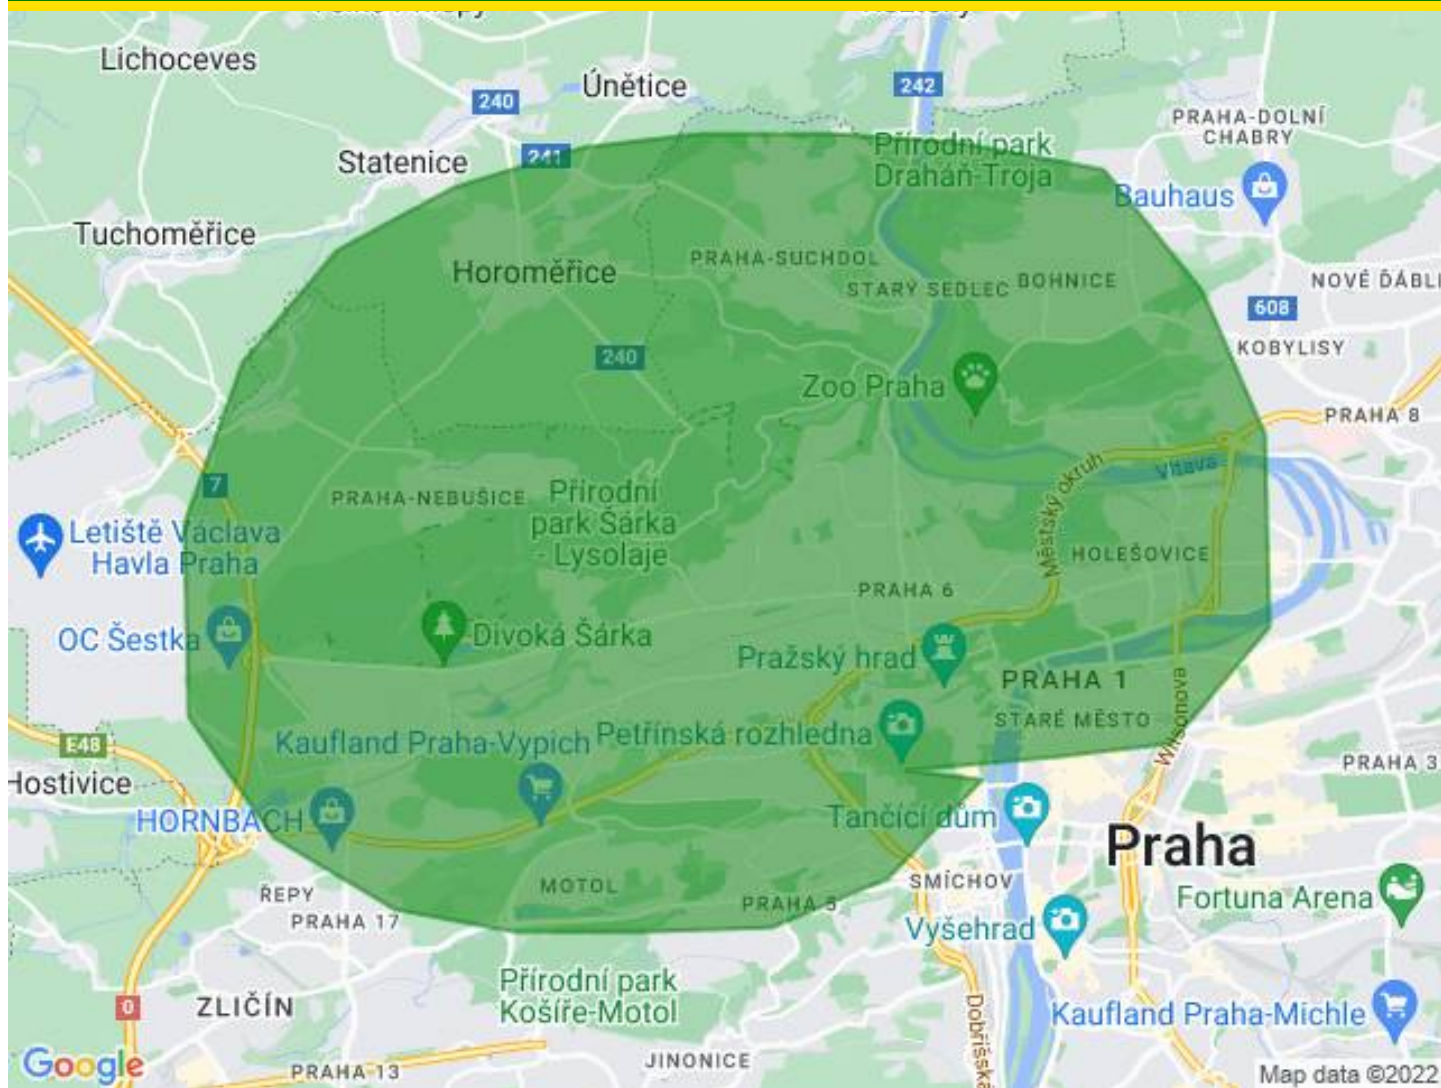 Lichoceves
Únětice
240
242
PRAHA-DOLNÍ
CHABRY
241
Statenice
Přírodní park
Draháň-Troja
Bauhaus
Tuchoměřice
Horoměřice
PRAHA-SUCHDOL
STARÝ SEDLEC
BOHNICE
NOVÉ ĎÁBLI
608
KOBYLISY
240
Zoo Praha
PRAHA 8
Městský okruh
Vltava
7
PRAHA-NEBUŠICE
Přírodní
park Šárka
- Lysolaje
Letiště Václava
Havla Praha
HOLEŠOVICE
PRAHA 6
OC Šestka
Divoká Šárka
Pražský hrad
PRAHA 1
STARÉ MĚSTO
Wilsonova
E48
Kaufland Praha-Vypich
Petřínská rozhledna
PRAHA 3
Hostivice
HORNBACH
Tančící dům
Praha
ŘEPY
MOTOL
SMÍCHOV
Fortuna Arena
PRAHA 17
PRAHA 5
Vyšehrad
Přírodní park
Košíře-Motol
0
ZLIČÍN
Dobříšská
Kaufland Praha-Michle
JINONICE
Google
PRAHA 13
Map data ©2022